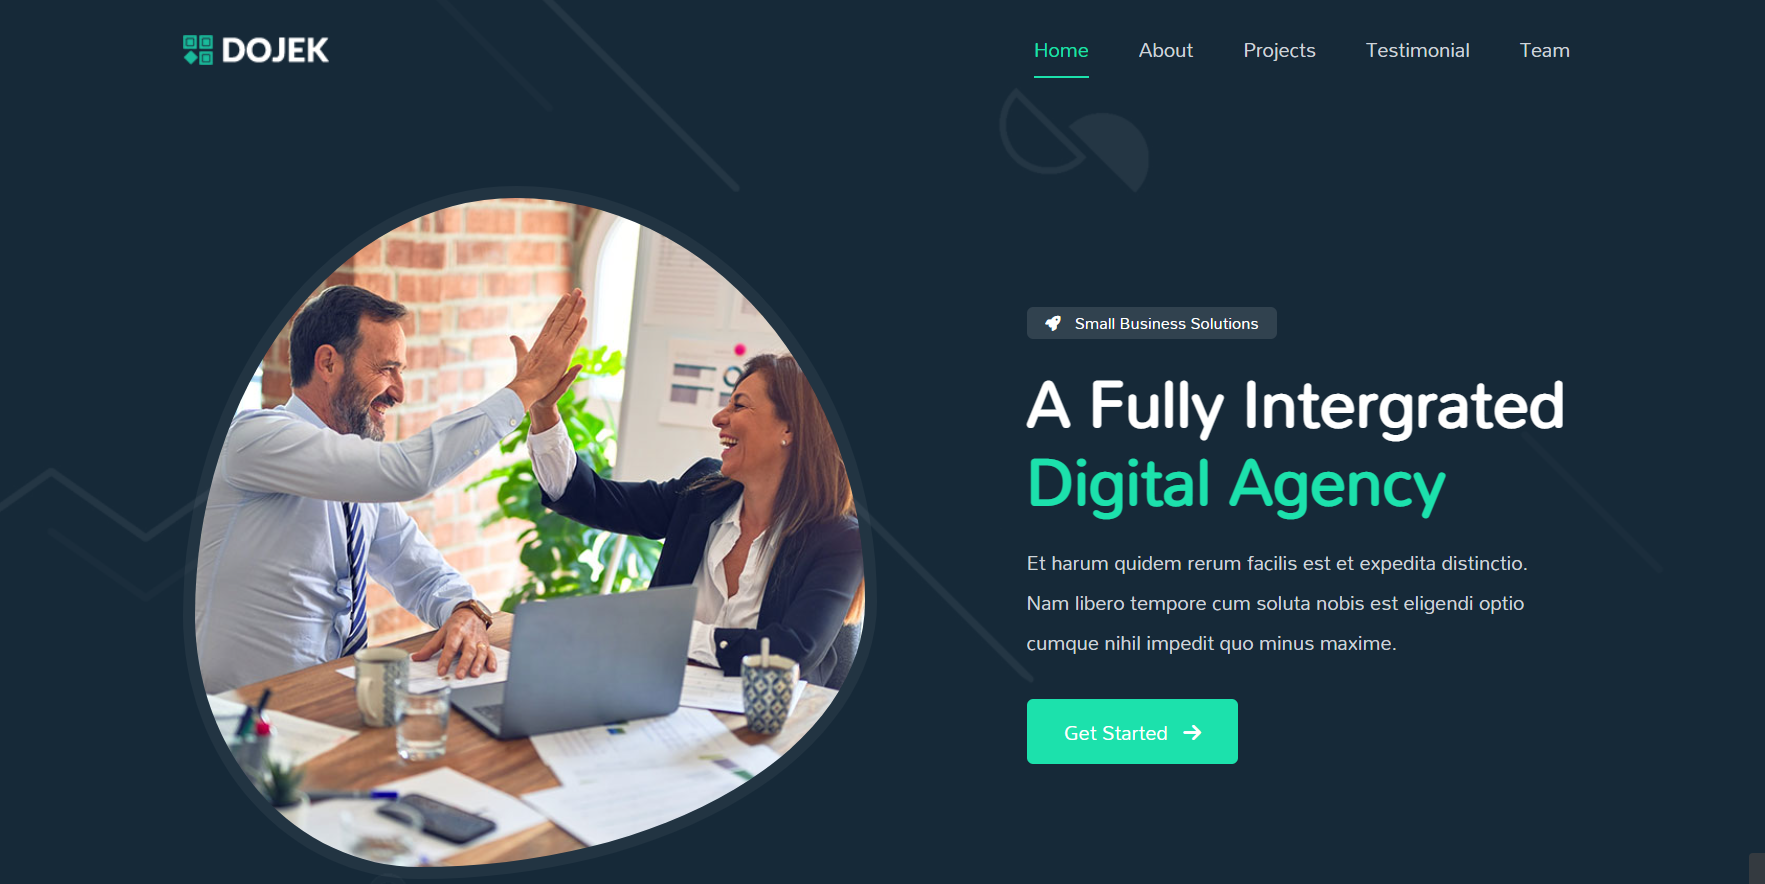 DOJEK
Home About Projects Testimonial Team
Small Business Solutions
A Fully Intergrated
Digital Agency
Et harum quidem rerum facilis est et expedita distinctio.
Nam libero tempore cum soluta nobis est eligendi optio
cumque nihil impedit quo minus maxime.
Get Started